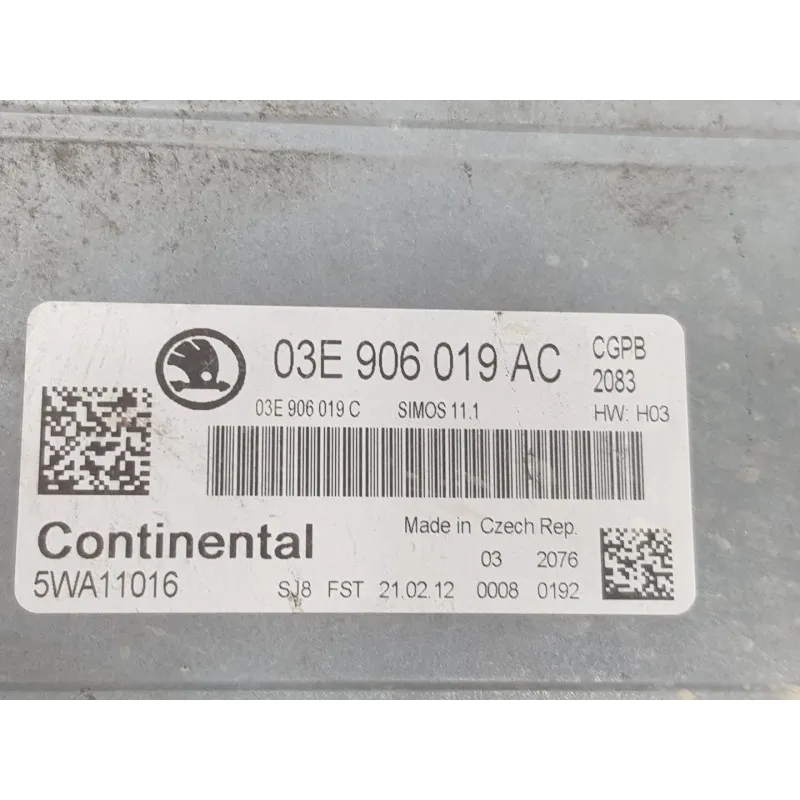 03E 906 019 AC
CGPB
2083
03E 906 019 C SIMOS 11.1 HW: H03
Continental
Made in Czech Rep.
03 2076
5WA11016 SJ8 FST 21.02.12 0008 0192